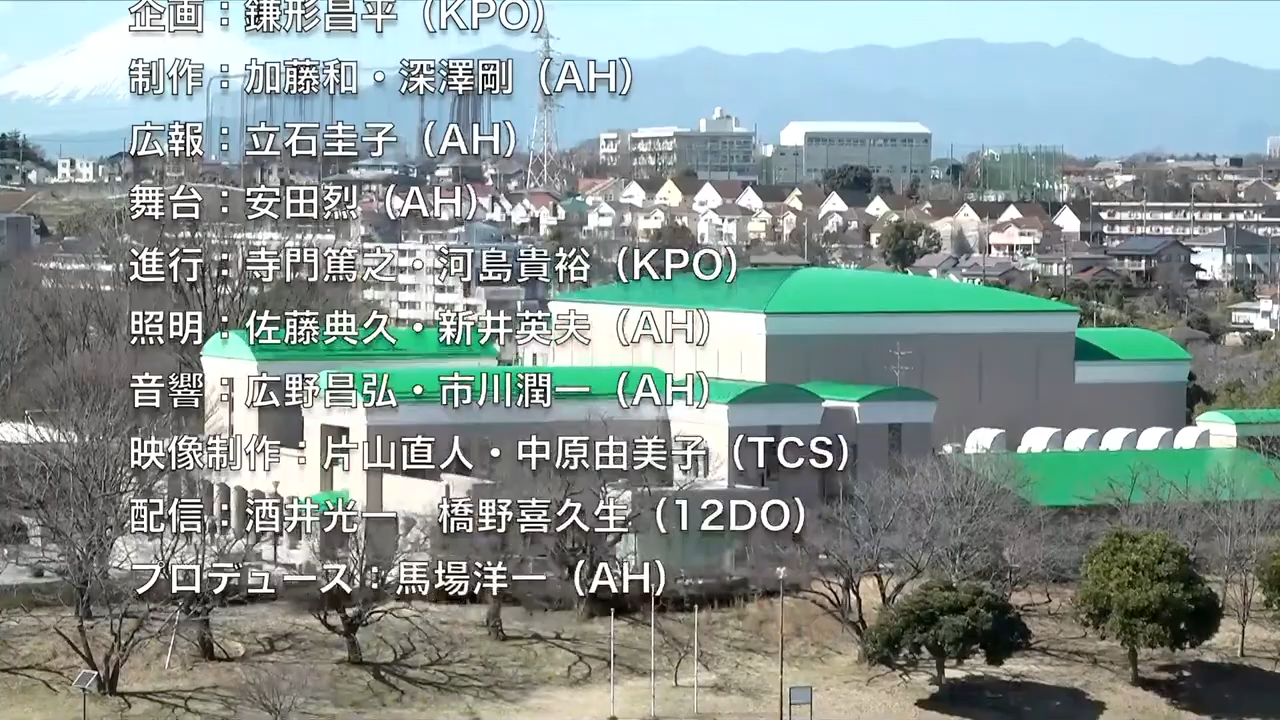 企画：鎌形昌平（KPO）
制作：加藤和・深澤剛（AH）
広報：立石圭子（AH）
舞台：安田烈（AH）
進行：寺門篤之・河島貴裕（KPO）
照明：佐藤典久・新井英夫（AH）
音響：広野昌弘・市川潤一（AH）
映像制作：片山直人・中原由美子（TCS）
配信：酒井光一　橋野喜久生（12DO）
プロデュース：馬場洋一（AH）